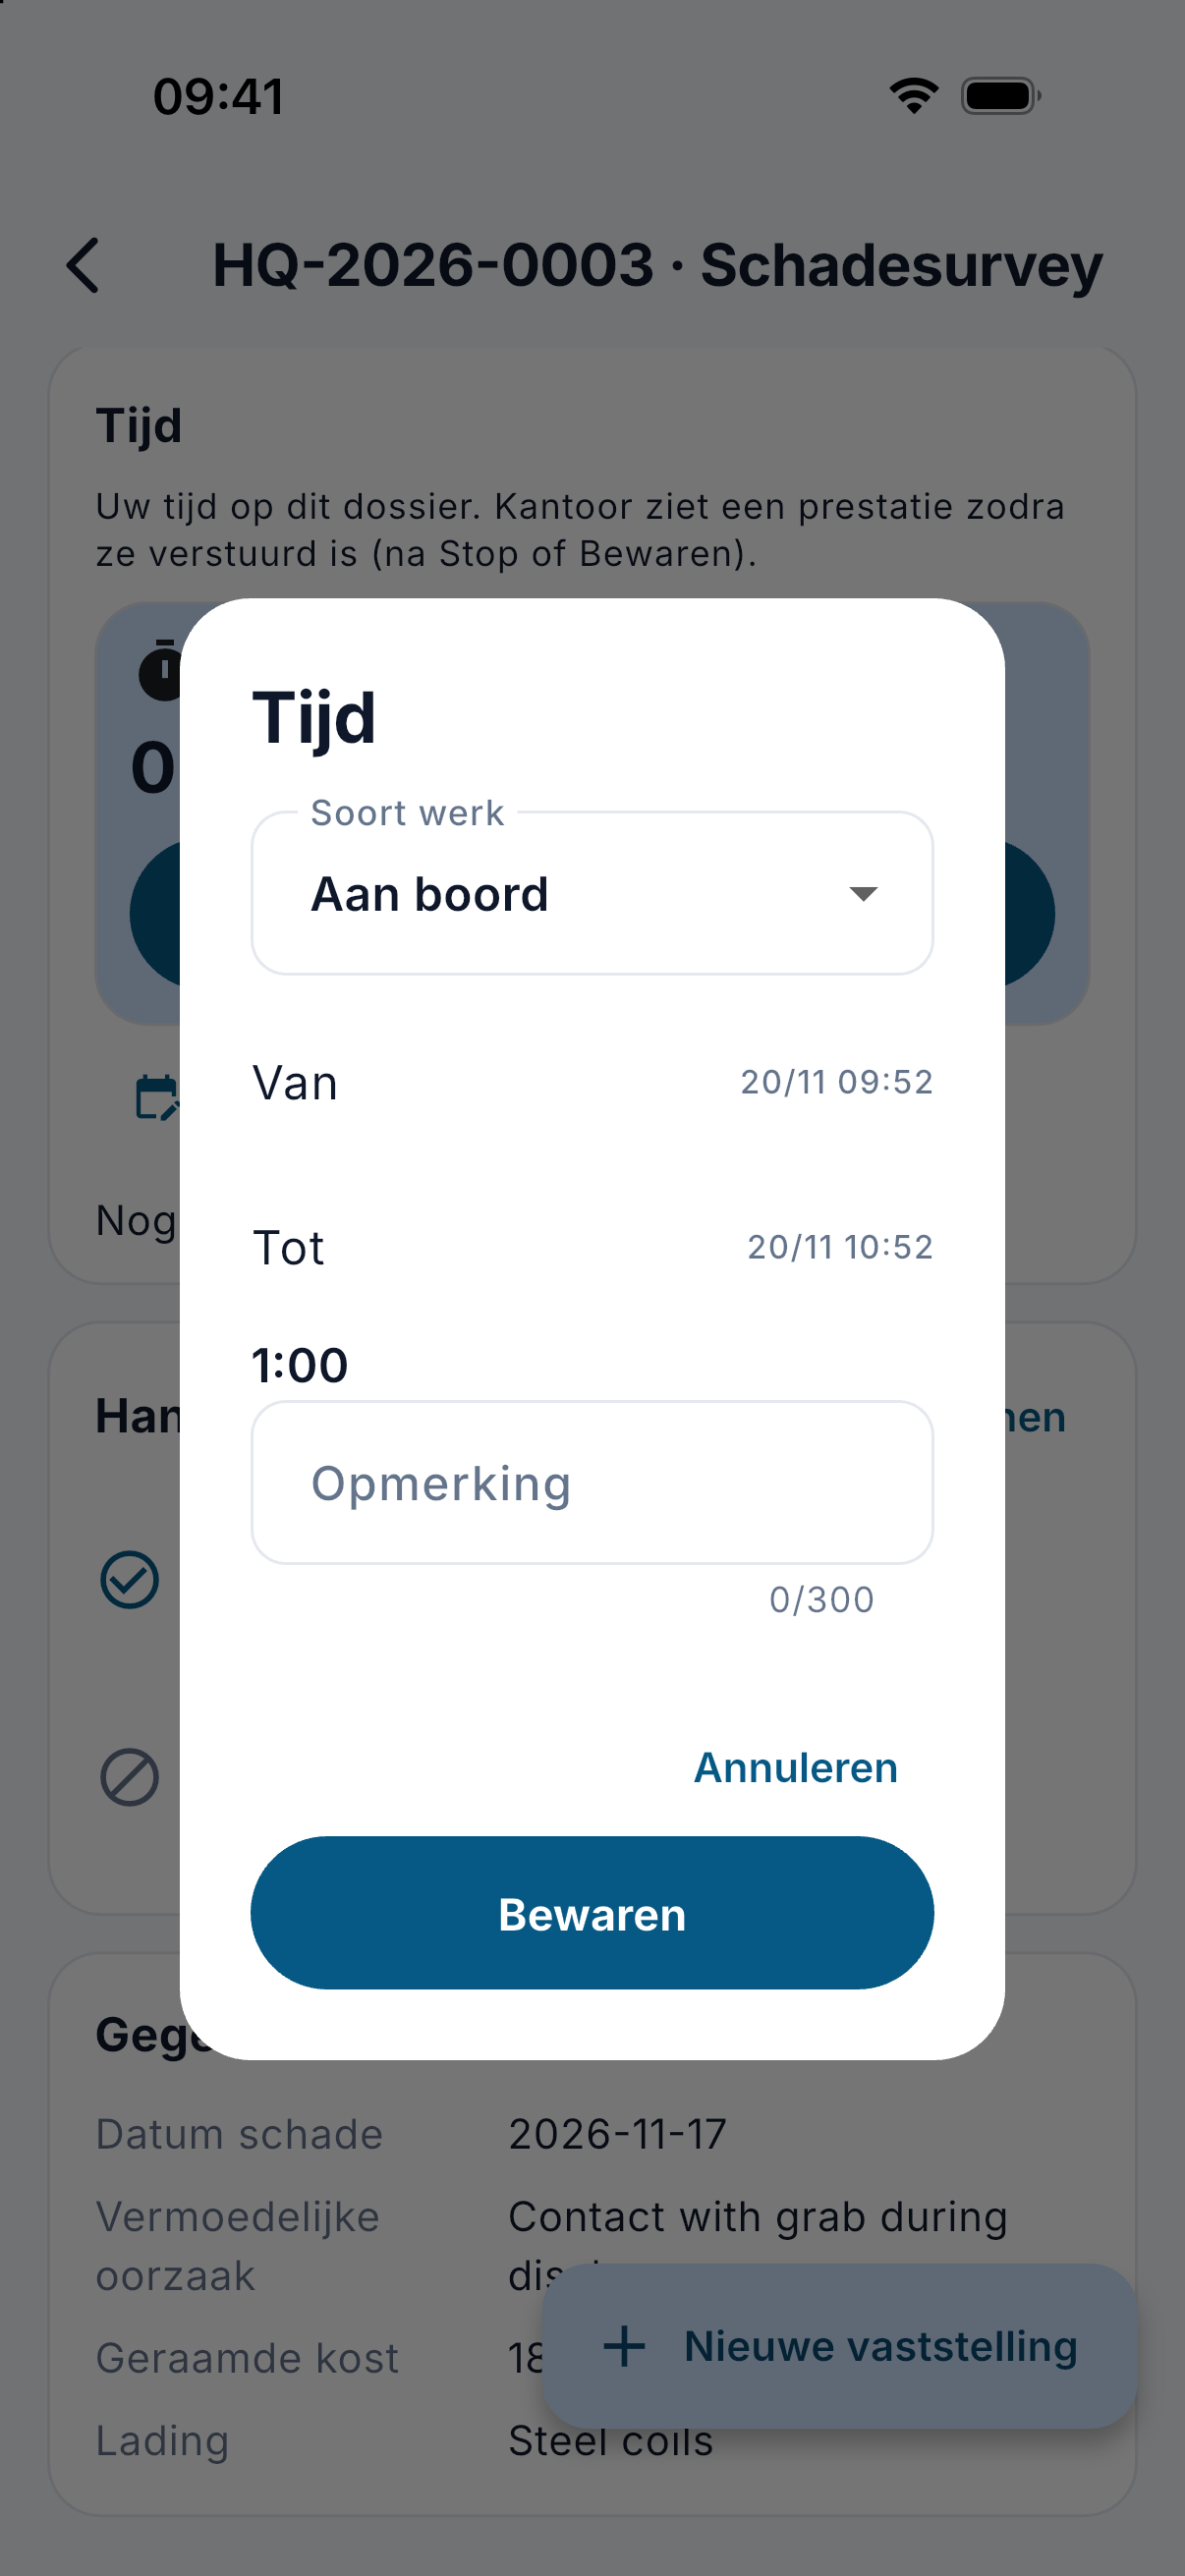 09:41
HQ-2026-0003 · Schadesurvey
Tijd
Uw tijd op dit dossier. Kantoor ziet een prestatie zodra
ze verstuurd is (na Stop of Bewaren).
Tijd
Soort werk
Aan boord
Van 20/11 09:52
Tot 20/11 10:52
Nog
1:00
Opmerking
0/300
Annuleren
Bewaren
Datum schade 2026-11-17
Vermoedelijke Contact with grab during
oorzaak
Geraamde kost
Nieuwe vaststelling
Lading Steel coils